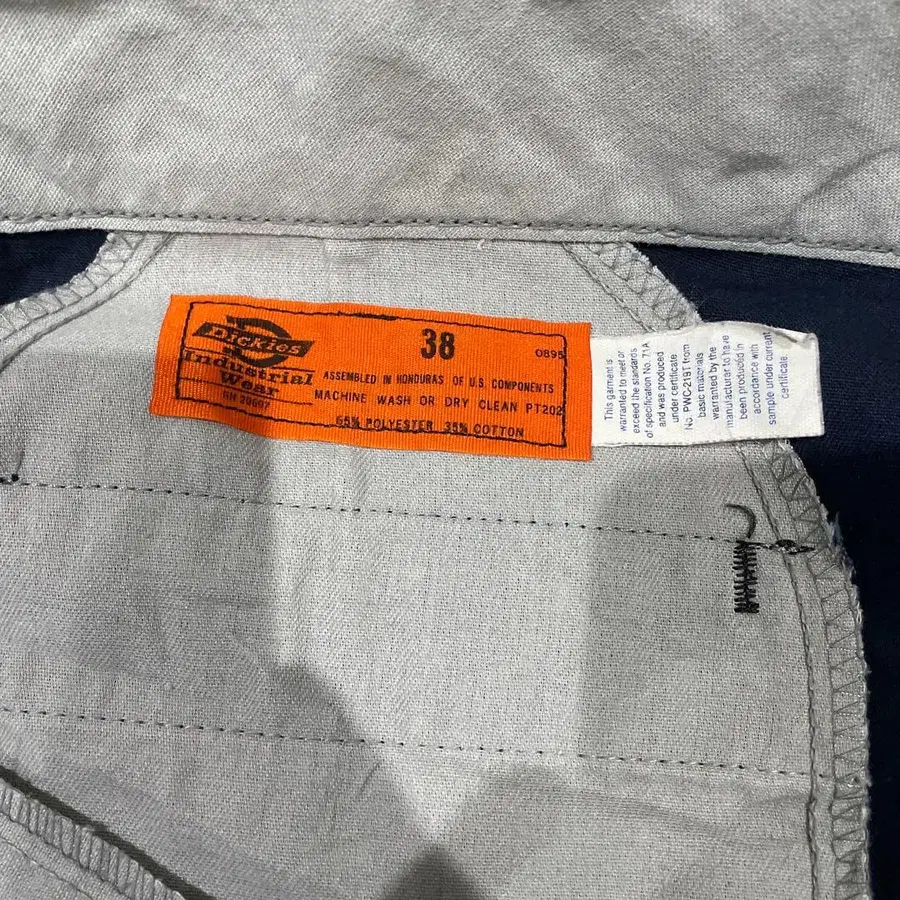 38
0895
Dickies
Industrial
Wear
RN 20697
ASSEMBLED IN HONDURAS OF U.S. COMPONENTS
MACHINE WASH OR DRY CLEAN PT202
65% POLYESTER 35% COTTON
This garment is
warranted to meet or
exceed the standards
of specification No. 71A
and was produced
under certificate
No. PWC-219T from
basic materials
warranted by the
manufacturer to have
been produced in
accordance with
sample under current
certificate